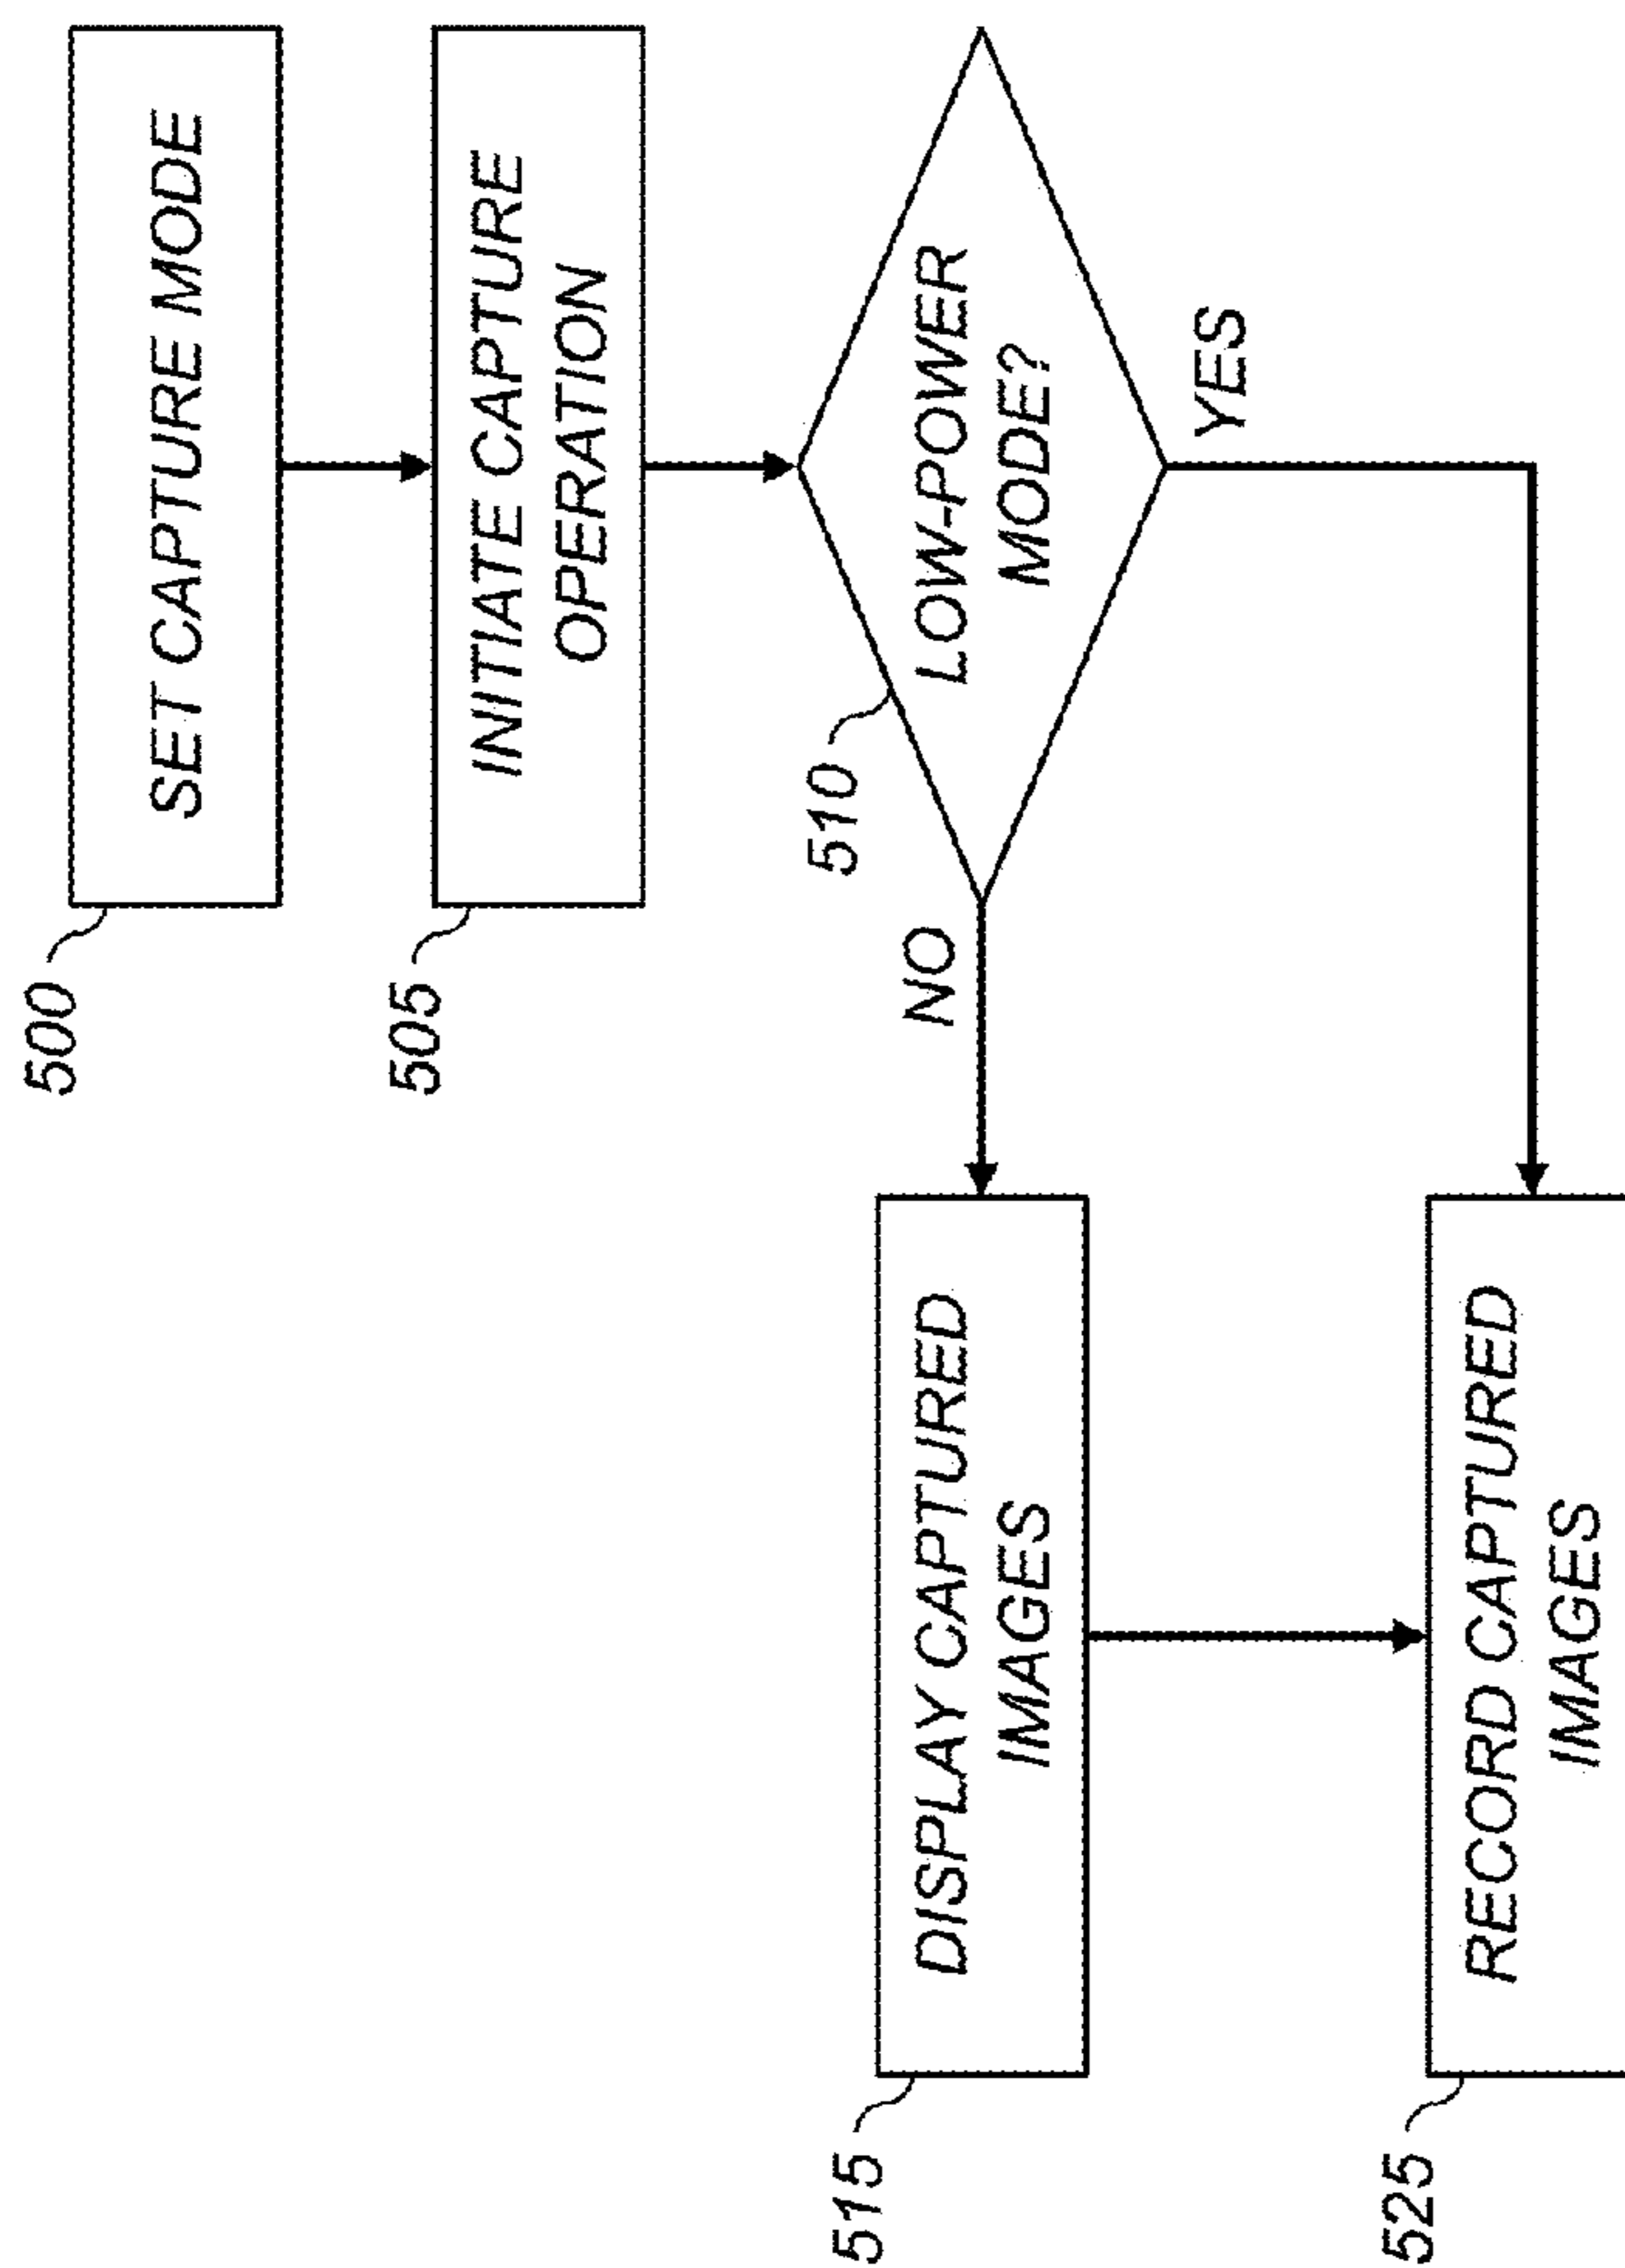 500
SET CAPTURE MODE
505
INITIATE CAPTURE
OPERATION
510
LOW-POWER
MODE?
NO
YES
515
DISPLAY CAPTURED
IMAGES
525
RECORD CAPTURED
IMAGES